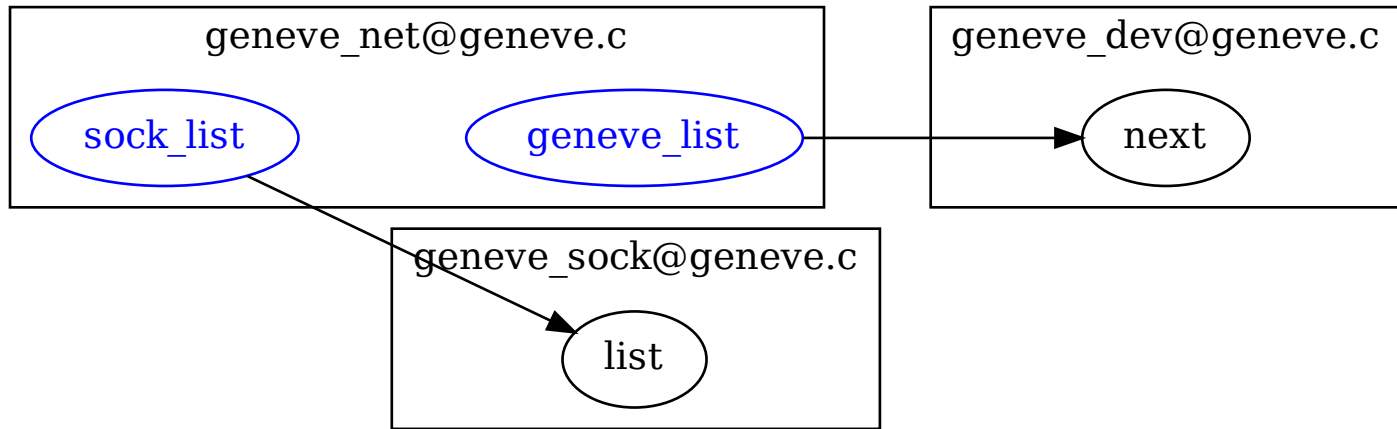 geneve_net@geneve.c
sock_list
geneve_list
geneve_dev@geneve.c
next
geneve_sock@geneve.c
list